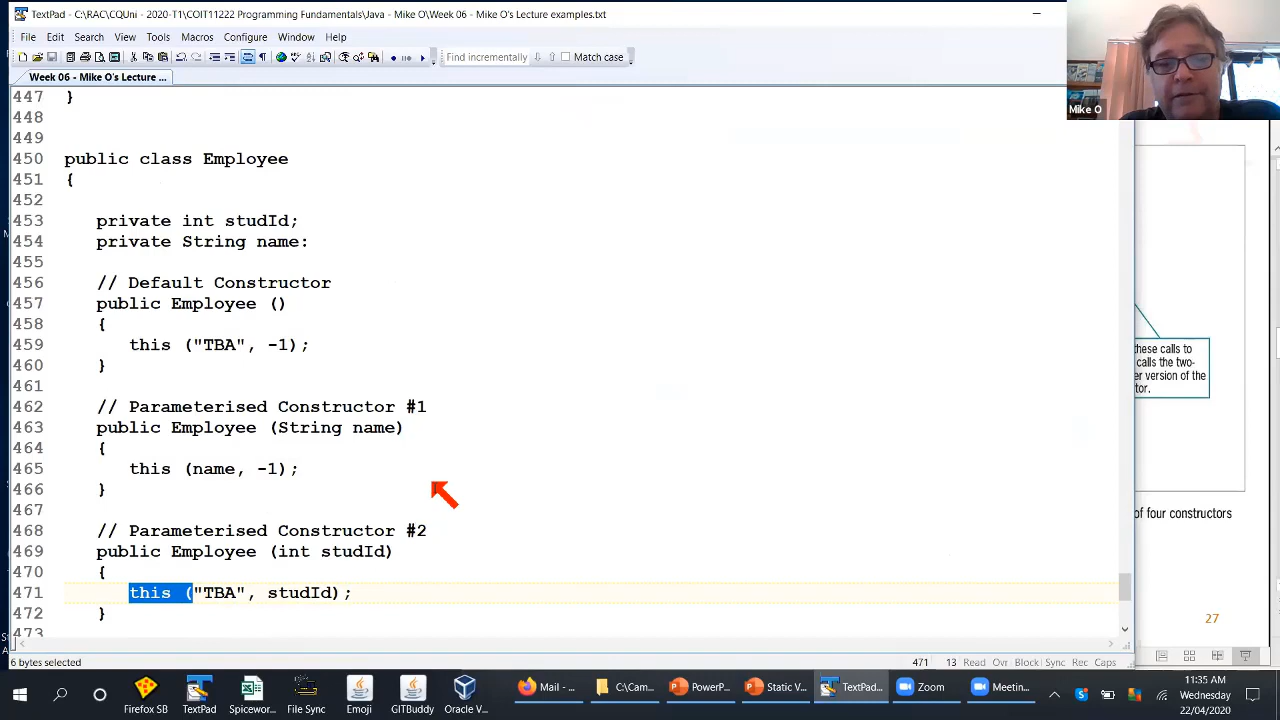 TextPad - C:\RAC\CQUni - 2020-T1\COIT11222 Programming Fundamentals\Java - Mike O\Week 06 - Mike O's Lecture examples.txt
File Edit Search View Tools Macros Configure Window Help
Find incrementally Match case
Week 06 - Mike O's Lecture ...
Mike O
447 }
448
449
450 public class Employee
451 {
452
453 private int studId;
454 private String name:
455
456 // Default Constructor
457 public Employee ()
458 {
459 this ("TBA", -1);
460 }
461
462 // Parameterised Constructor #1
463 public Employee (String name)
464 {
465 this (name, -1);
466 }
467
468 // Parameterised Constructor #2
469 public Employee (int studId)
470 {
471 this ("TBA", studId);
472 }
473
these calls to
calls the two-
er version of the
tor.
of four constructors
27
6 bytes selected
471 13 Read Ovr Block Sync Rec Caps
Firefox SB
TextPad
Spicewor...
File Sync
Emoji
GITBuddy
Oracle V...
Mail - ...
C:\Cam...
PowerP...
Static V...
TextPad...
Zoom
Meetin...
11:35 AM
Wednesday
22/04/2020